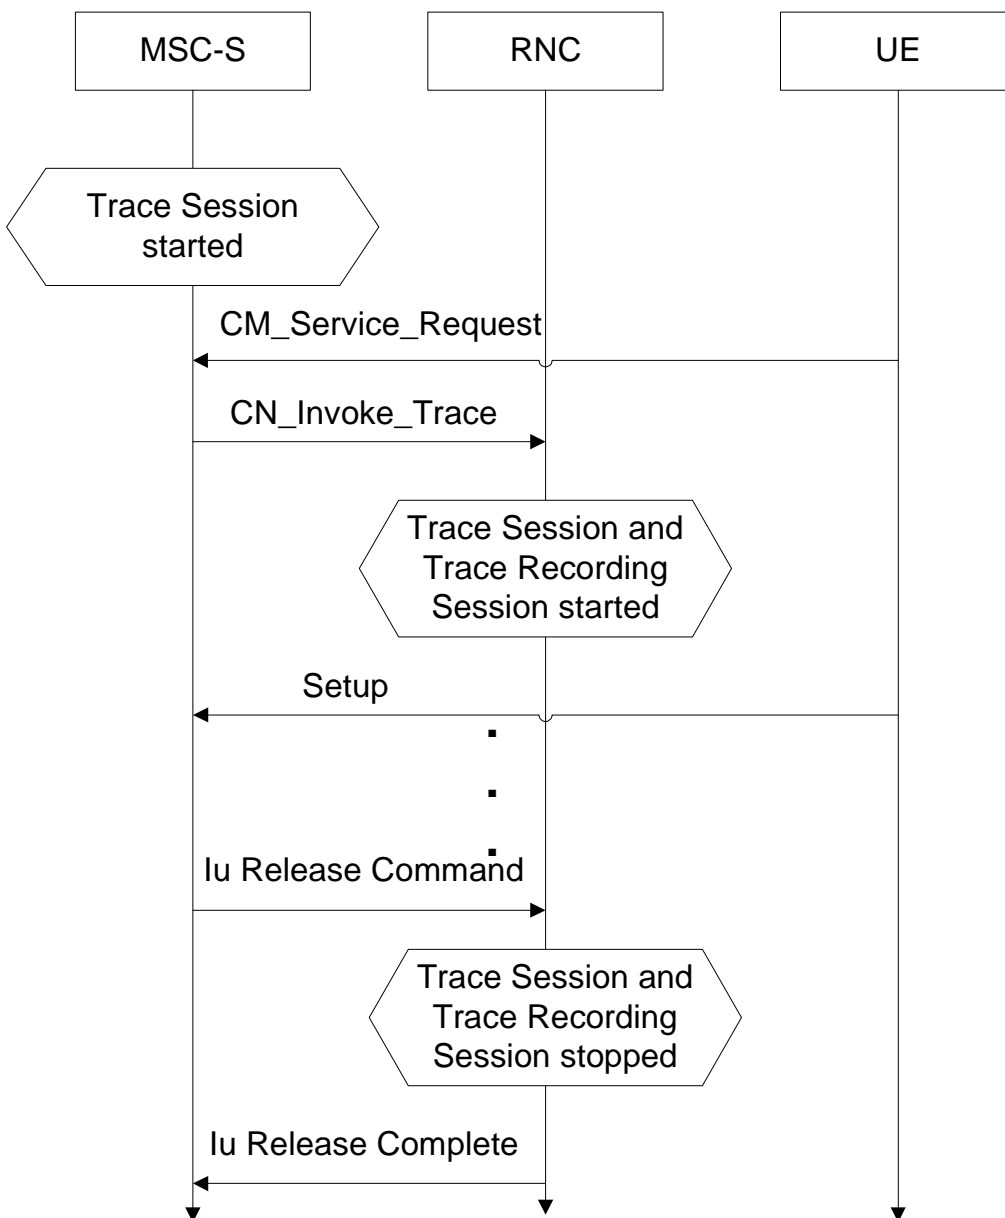 MSC-S
RNC
UE
Trace Session
started
CM_Service_Request
CN_Invoke_Trace
Trace Session and
Trace Recording
Session started
Setup
Iu Release Command
Trace Session and
Trace Recording
Session stopped
Iu Release Complete